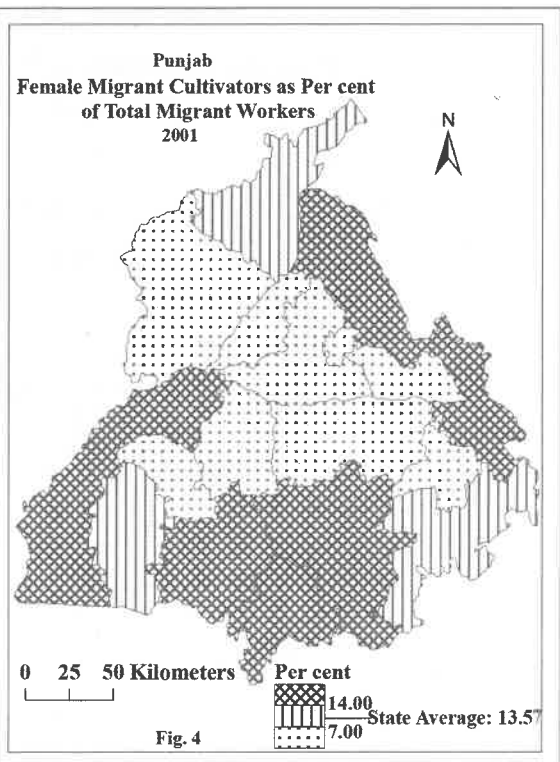 Punjab
Female Migrant Cultivators as Per cent
of Total Migrant Workers
2001
N
0 25 50 Kilometers
Per cent
14.00
State Average: 13.57
7.00
Fig. 4